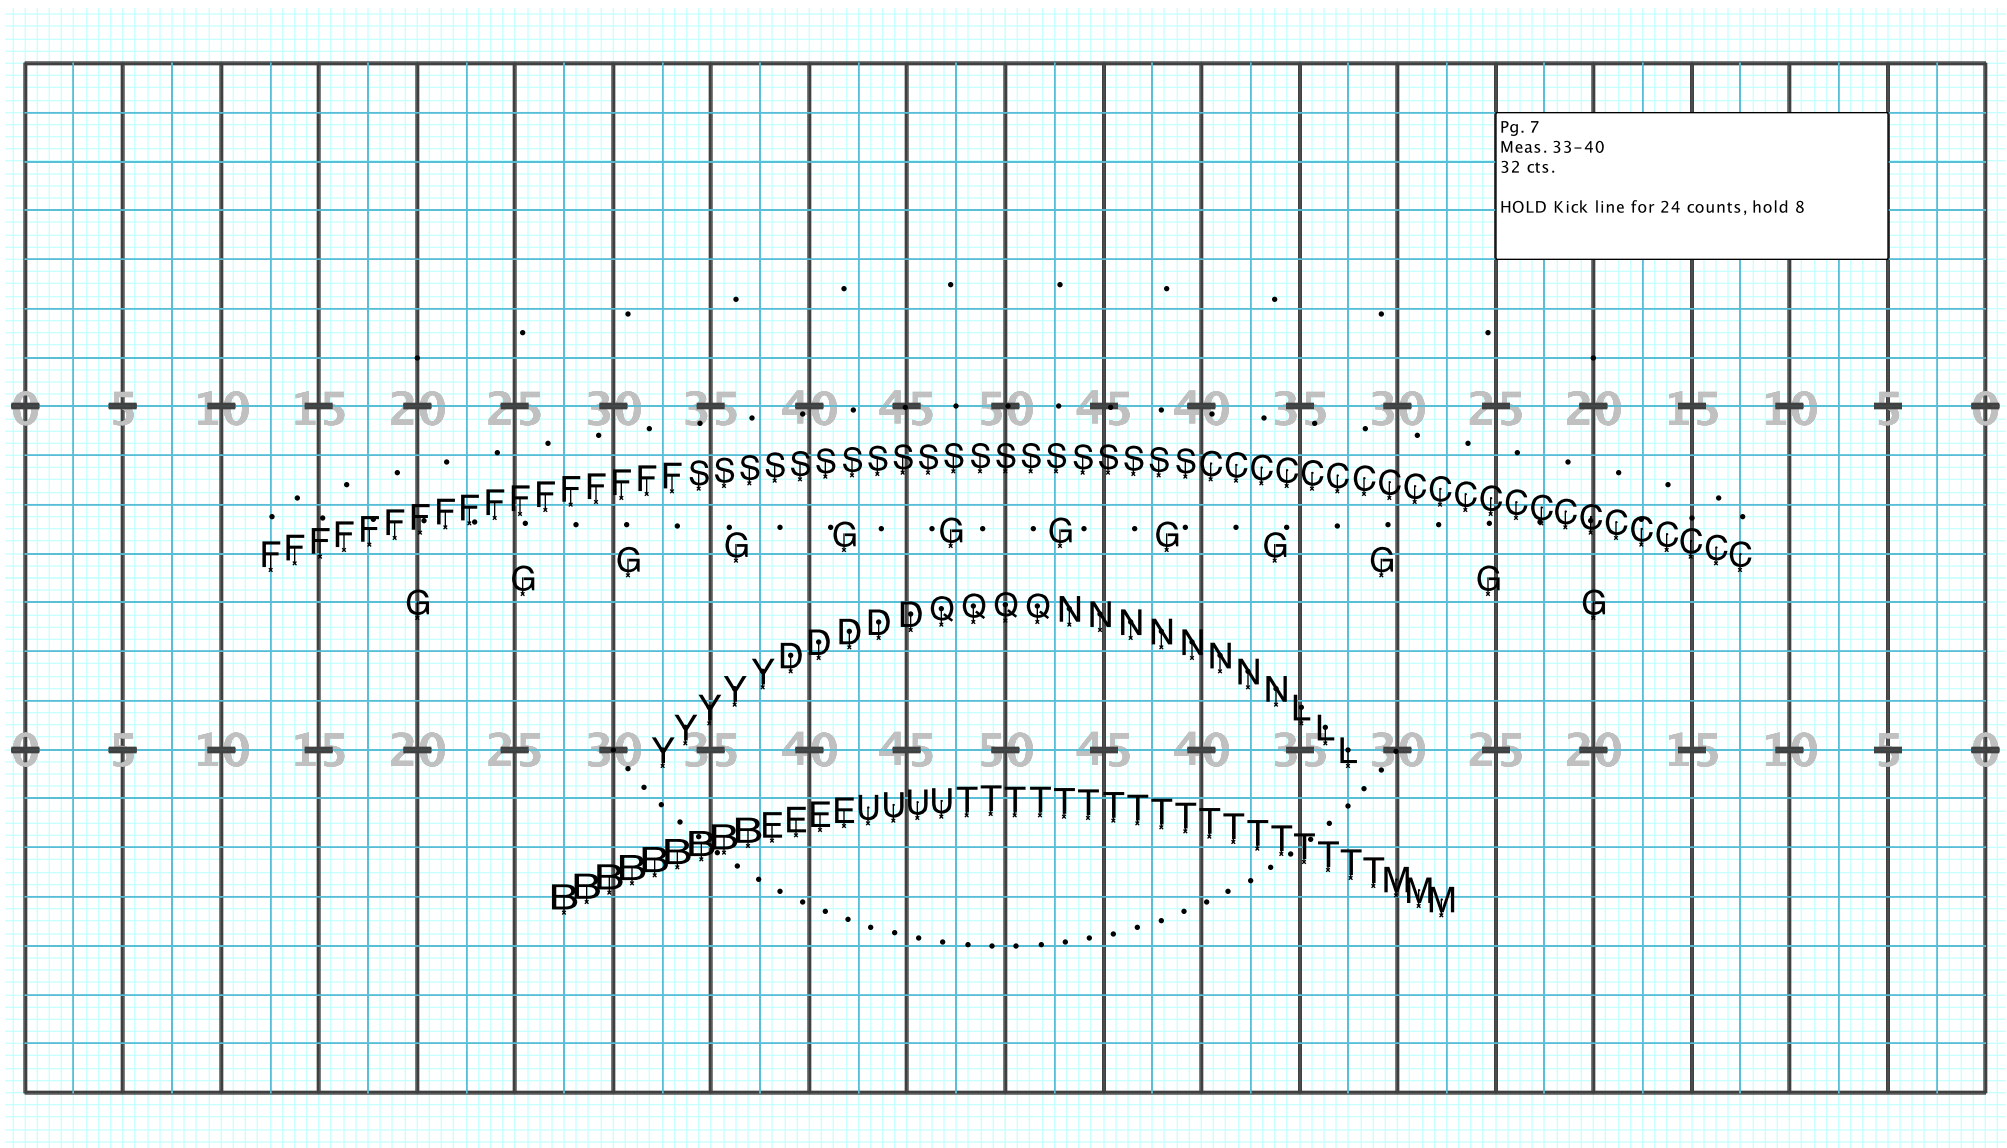 Pg. 7
Meas. 33-40
32 cts.
HOLD Kick line for 24 counts, hold 8
0 5 10 15 20 25 30 35 40 45 50 45 40 35 30 25 20 15 10 5 0
F F F F F F F F F F F F F F F F F S S S S S S S S S S S S S S S S S S S S C C C C C C C C C C C C C C C C C C C C C C
G G G G G G G G G G G G
Y Y Y Y Y D D D D D Q Q Q Q N N N N N N N N L L L
0 5 10 15 20 25 30 35 40 45 50 45 40 35 30 25 20 15 10 5 0
B B B B B B B B B E E E E U U U U T T T T T T T T T T T T T T T T T T M M M